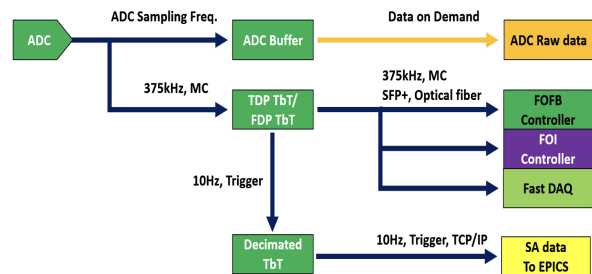 ADC Sampling Freq.
Data on Demand
ADC
ADC Buffer
ADC Raw data
375kHz, MC
375kHz, MC
SFP+, Optical fiber
TDP TbT/
FDP TbT
FOFB
Controller
FOI
Controller
Fast DAQ
10Hz, Trigger
Decimated
TbT
10Hz, Trigger, TCP/IP
SA data
To EPICS